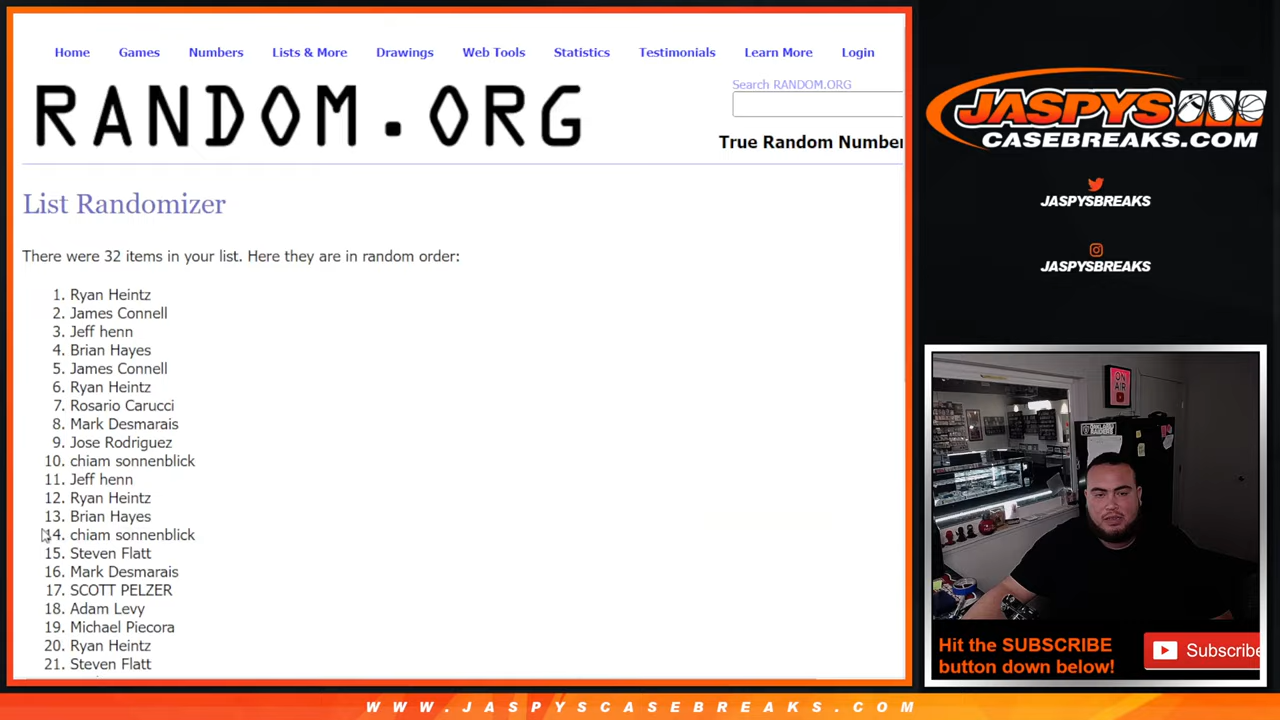 Home Games Numbers Lists & More Drawings Web Tools Statistics Testimonials Learn More Login
RANDOM.ORG
Search RANDOM.ORG
True Random Number
List Randomizer
There were 32 items in your list. Here they are in random order:
1. Ryan Heintz
2. James Connell
3. Jeff henn
4. Brian Hayes
5. James Connell
6. Ryan Heintz
7. Rosario Carucci
8. Mark Desmarais
9. Jose Rodriguez
10. chiam sonnenblick
11. Jeff henn
12. Ryan Heintz
13. Brian Hayes
14. chiam sonnenblick
15. Steven Flatt
16. Mark Desmarais
17. SCOTT PELZER
18. Adam Levy
19. Michael Piecora
20. Ryan Heintz
21. Steven Flatt
JASPYS
CASEBREAKS.COM
JASPYSBREAKS
JASPYSBREAKS
ON
AIR
RAIDERS
Hit the SUBSCRIBE
button down below!
Subscribe
WWW.JASPYSCASEBREAKS.COM